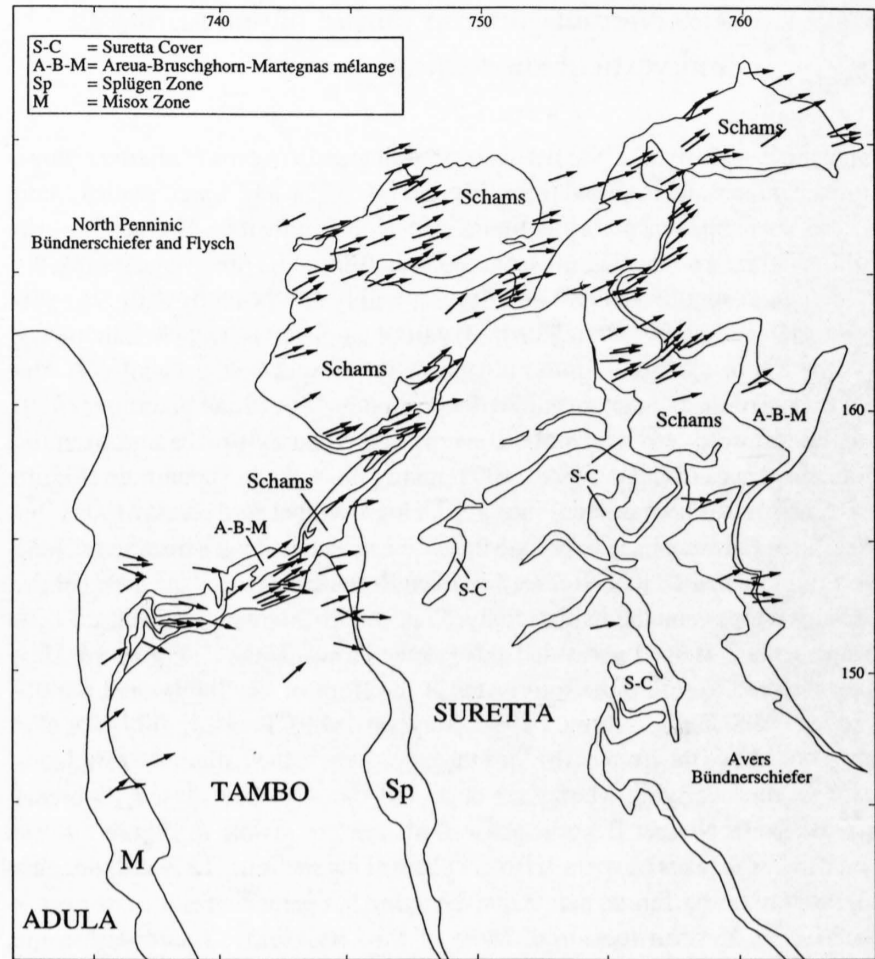 740
750
760
S-C = Suretta Cover
A-B-M = Areua-Bruschghorn-Martegnas mélange
Sp = Splügen Zone
M = Misox Zone
Schams
Schams
North Penninic
Bündnerschiefer and Flysch
Schams
A-B-M
160
Schams
S-C
Schams
A-B-M
S-C
S-C
150
SURETTA
TAMBO
Sp
Avers
Bündnerschiefer
M
ADULA